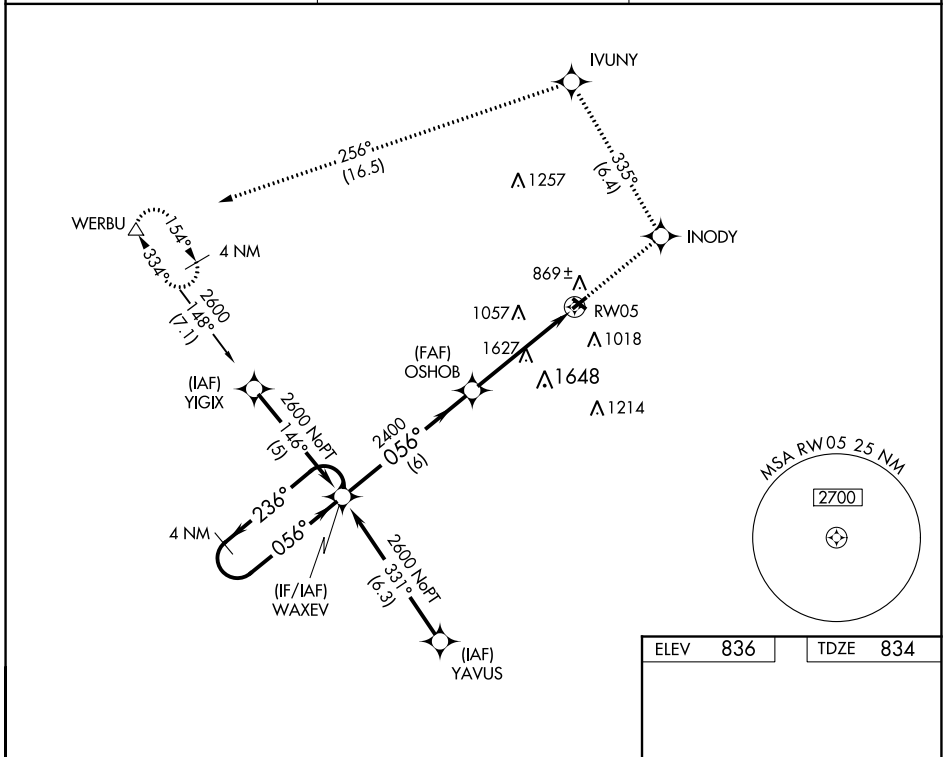 IVUNY
256°
(16.5)
335°
(6.4)
1257
WERBU
154°
4 NM
334°
INODY
2600
148°
(7.1)
869±
RW05
1057
1018
(FAF)
OSHOB
1627
1648
(IAF)
YIGIX
1214
2600 NoPT
146°
(5)
2400
056°
(6)
MSA RW05 25 NM
2700
236°
4 NM
056°
2600 NoPT
331°
(6.3)
(IF/IAF)
WAXEV
(IAF)
YAVUS
ELEV 836
TDZE 834